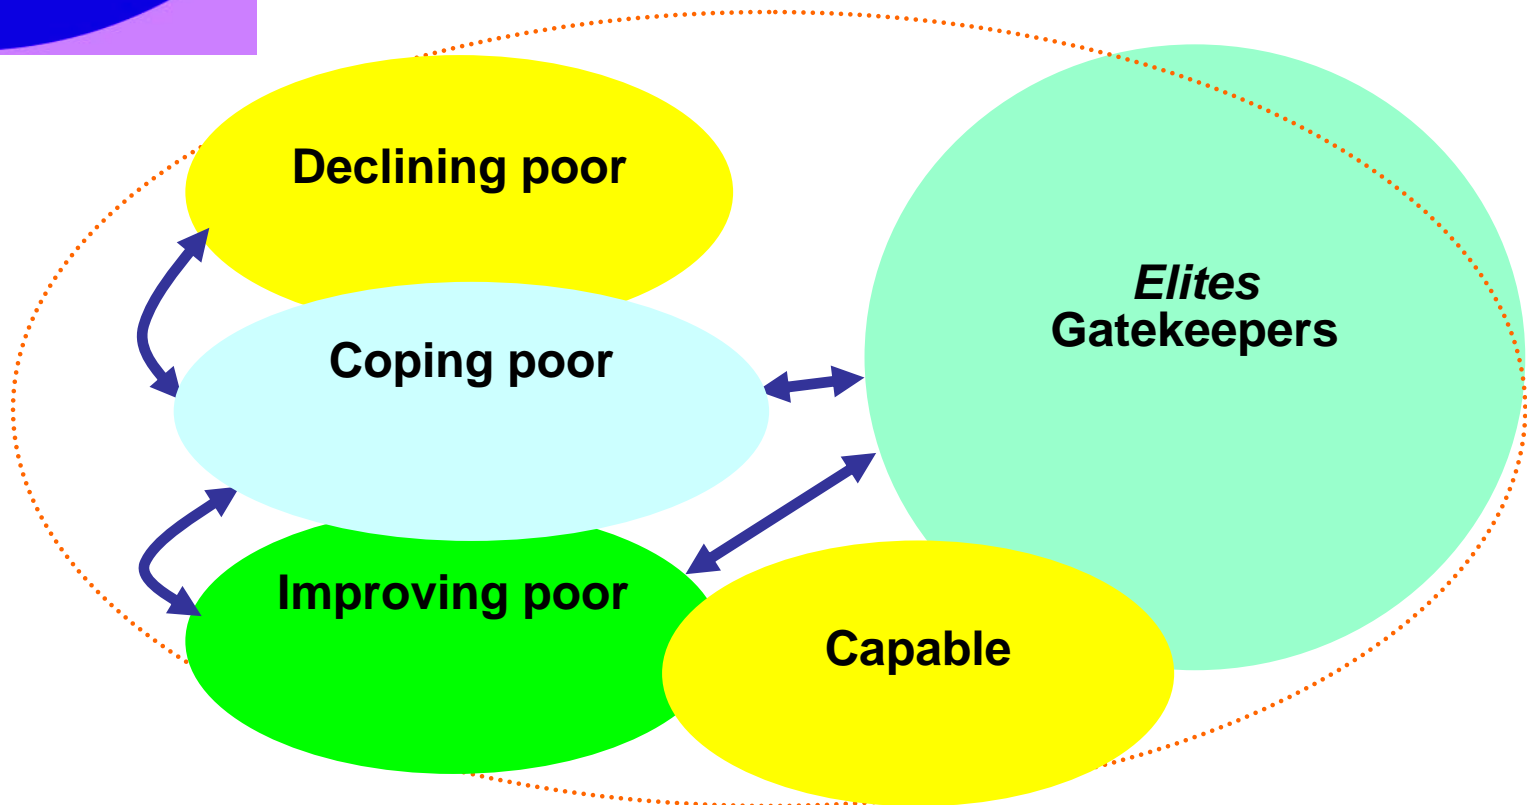 Declining poor
Elites
Gatekeepers
Coping poor
Improving poor
Capable